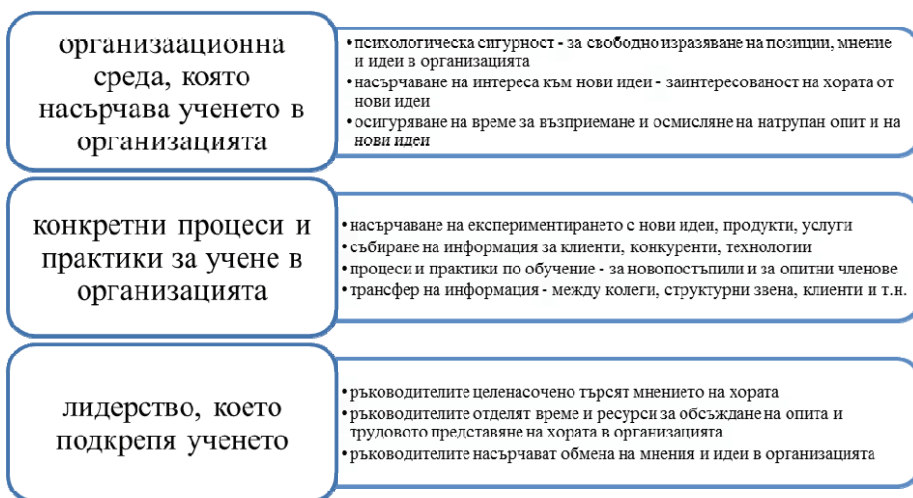 организаационна
среда, която
насърчава ученето в
организацията
•психологическа сигурност - за свободно изразяване на позиции, мнение
и идеи в организацията
•насърчаване на интереса към нови идеи - заинтересованост на хората от
нови идеи
•осигуряване на време за възприемане и осмисляне на натрупан опит и на
нови идеи
конкретни процеси и
практики за учене в
организацията
•насърчаване на експериментирането с нови идеи, продукти, услуги
•събиране на информация за клиенти, конкуренти, технологии
•процеси и практики по обучение - за новопостъпили и за опитни членове
•трансфер на информация - между колеги, структурни звена, клиенти и т.н.
лидерство, което
подкрепя ученето
•ръководителите целенасочено търсят мнението на хората
•ръководителите отделят време и ресурси за обсъждане на опита и
трудовото представяне на хората в организацията
•ръководителите насърчават обмена на мнения и идеи в организацията